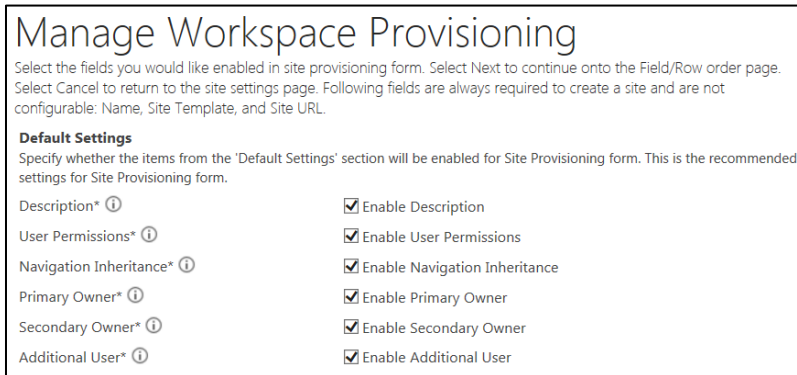 Manage Workspace Provisioning
Select the fields you would like enabled in site provisioning form. Select Next to continue onto the Field/Row order page.
Select Cancel to return to the site settings page. Following fields are always required to create a site and are not
configurable: Name, Site Template, and Site URL.
Default Settings
Specify whether the items from the 'Default Settings' section will be enabled for Site Provisioning form. This is the recommended
settings for Site Provisioning form.
Description* Enable Description
User Permissions* Enable User Permissions
Navigation Inheritance* Enable Navigation Inheritance
Primary Owner* Enable Primary Owner
Secondary Owner* Enable Secondary Owner
Additional User* Enable Additional User